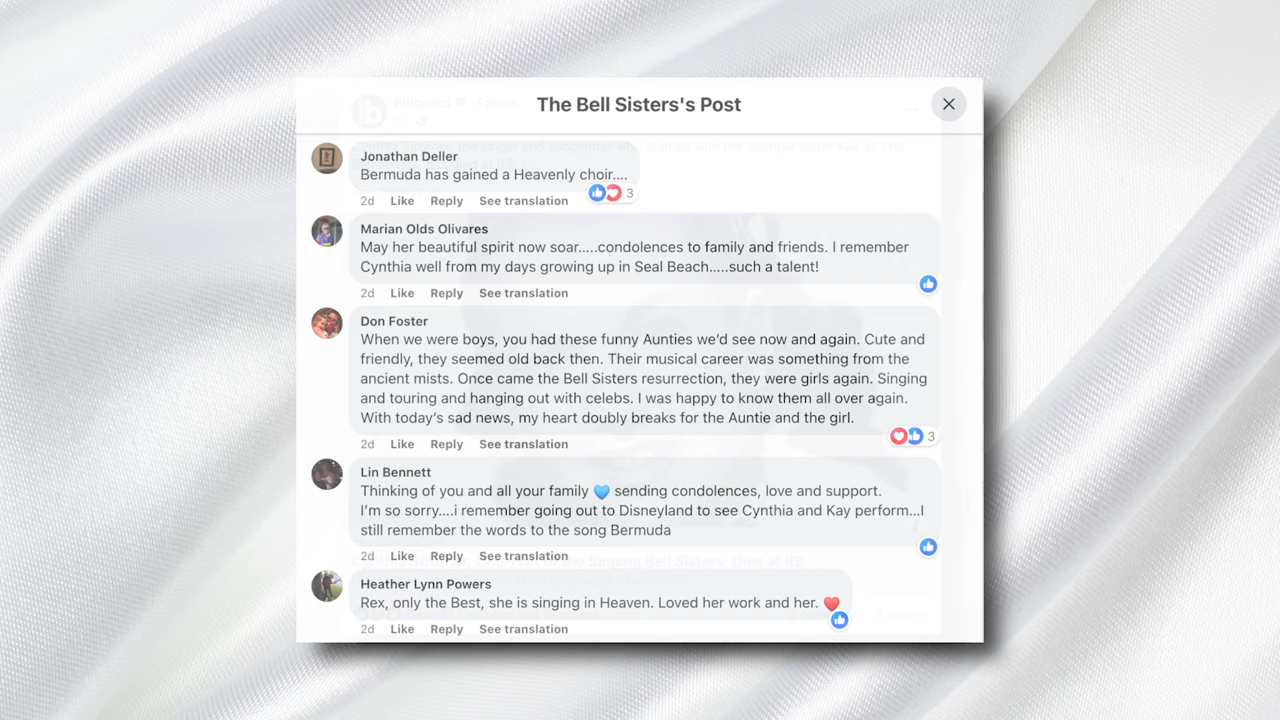 The Bell Sisters's Post
Jonathan Deller
Bermuda has gained a Heavenly choir....
2d Like Reply See translation 3
Marian Olds Olivares
May her beautiful spirit now soar.....condolences to family and friends. I remember
Cynthia well from my days growing up in Seal Beach.....such a talent!
2d Like Reply See translation
Don Foster
When we were boys, you had these funny Aunties we’d see now and again. Cute and
friendly, they seemed old back then. Their musical career was something from the
ancient mists. Once came the Bell Sisters resurrection, they were girls again. Singing
and touring and hanging out with celebs. I was happy to know them all over again.
With today’s sad news, my heart doubly breaks for the Auntie and the girl.
2d Like Reply See translation 3
Lin Bennett
Thinking of you and all your family 💙 sending condolences, love and support.
I’m so sorry....i remember going out to Disneyland to see Cynthia and Kay perform...I
still remember the words to the song Bermuda
2d Like Reply See translation
Heather Lynn Powers
Rex, only the Best, she is singing in Heaven. Loved her work and her. ❤️
2d Like Reply See translation